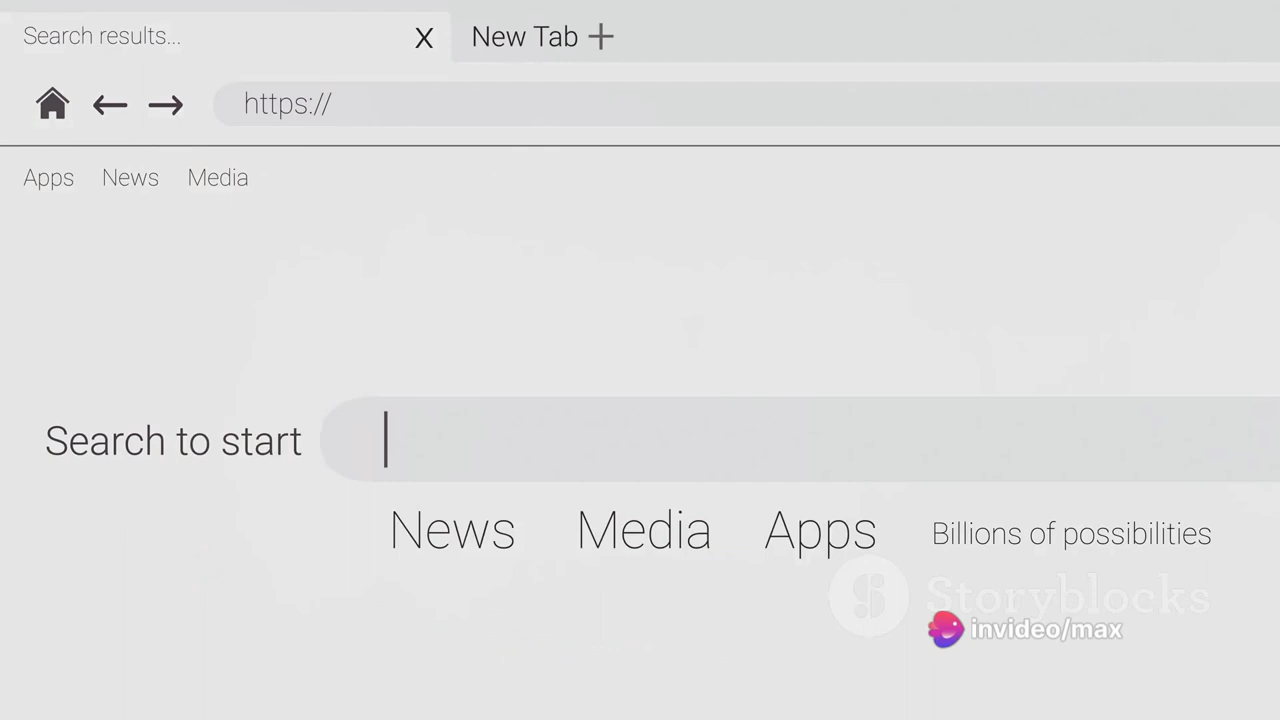 Search results... X New Tab +
https://
Apps News Media
Search to start
News Media Apps Billions of possibilities
Storyblocks
invideo/max